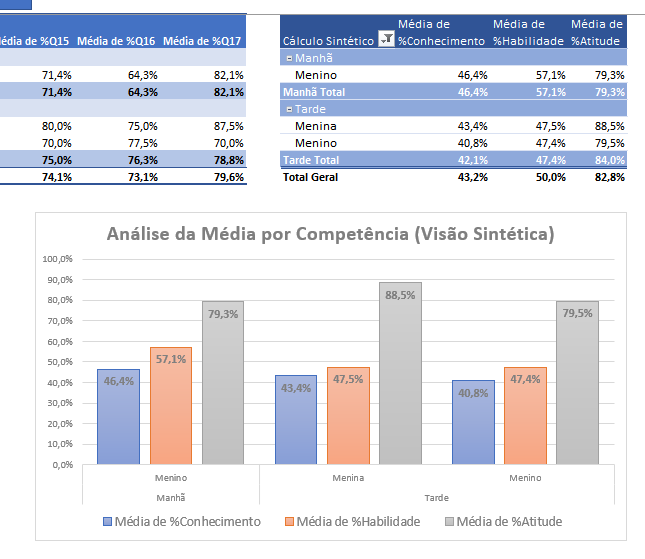 Média de %Q15 Média de %Q16 Média de %Q17
71,4% 64,3% 82,1%
71,4% 64,3% 82,1%
80,0% 75,0% 87,5%
70,0% 77,5% 70,0%
75,0% 76,3% 78,8%
74,1% 73,1% 79,6%
Média de Média de Média de
Cálculo Sintético %Conhecimento %Habilidade %Atitude
Manhã
Menino 46,4% 57,1% 79,3%
Manhã Total 46,4% 57,1% 79,3%
Tarde
Menina 43,4% 47,5% 88,5%
Menino 40,8% 47,4% 79,5%
Tarde Total 42,1% 47,4% 84,0%
Total Geral 43,2% 50,0% 82,8%
Análise da Média por Competência (Visão Sintética)
100,0%
90,0%
80,0%
70,0%
60,0%
50,0%
40,0%
30,0%
20,0%
10,0%
0,0%
46,4% 57,1% 79,3% 43,4% 47,5% 88,5% 40,8% 47,4% 79,5%
Menino Menina Menino
Manhã Tarde
Média de %Conhecimento Média de %Habilidade Média de %Atitude